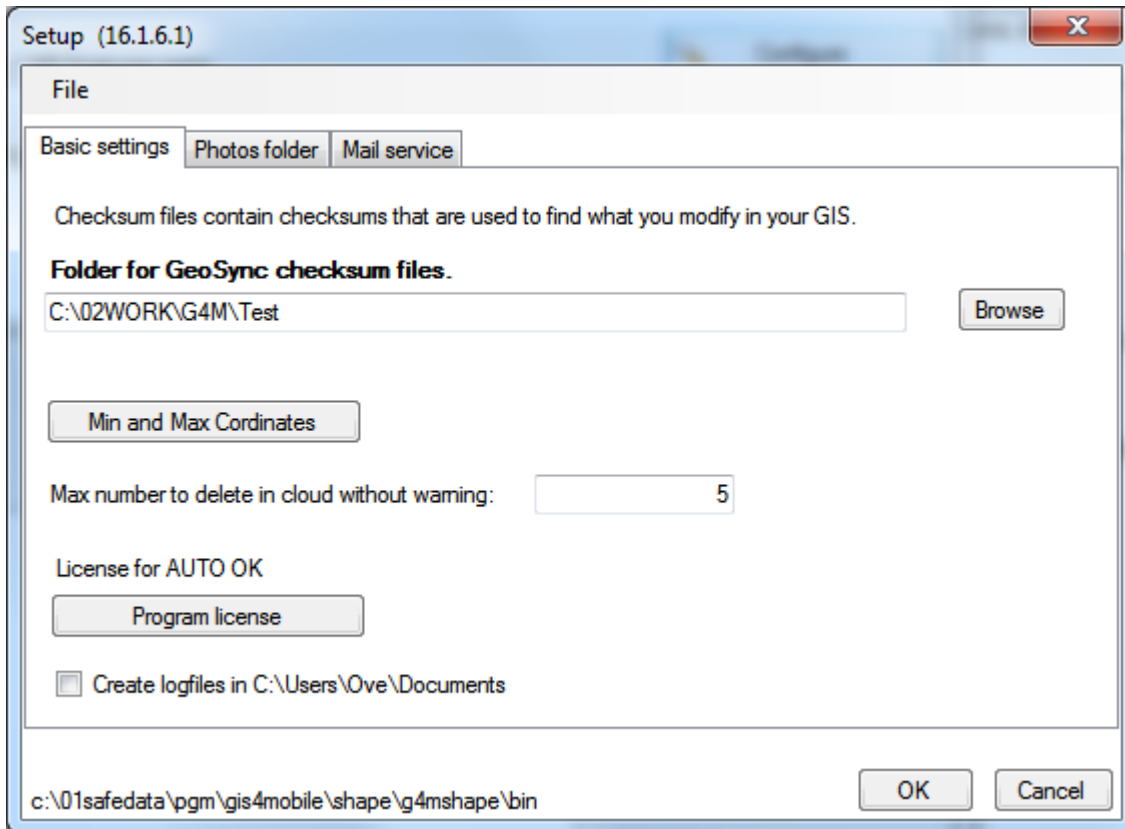 Setup (16.1.6.1)
File
Basic settings Photos folder Mail service
Checksum files contain checksums that are used to find what you modify in your GIS.
Folder for GeoSync checksum files.
C:\02WORK\G4M\Test Browse
Min and Max Cordinates
Max number to delete in cloud without warning: 5
License for AUTO OK
Program license
Create logfiles in C:\Users\Ove\Documents
c:\01safedata\pgm\gis4mobile\shape\g4mshape\bin OK Cancel